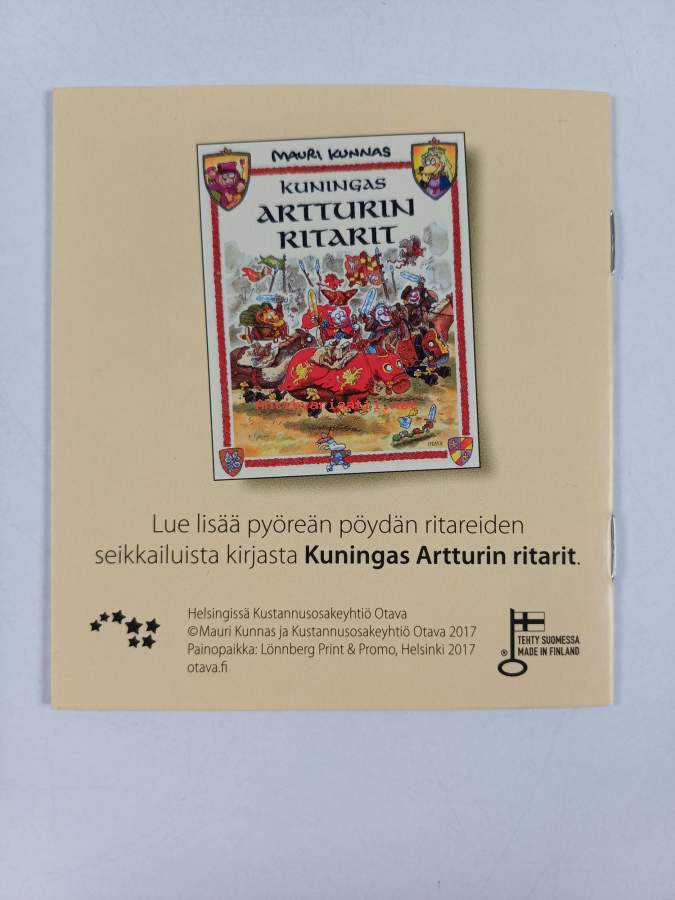 MAURI KUNNAS
KUNINGAS
ARTTURIN
RITARIT
Antikvariaatti.net
OTAVA
Lue lisää pyöreän pöydän ritareiden
seikkailuista kirjasta Kuningas Artturin ritarit.
Helsingissä Kustannusosakeyhtiö Otava
©Mauri Kunnas ja Kustannusosakeyhtiö Otava 2017
Painopaikka: Lönnberg Print & Promo, Helsinki 2017
otava.fi
TEHTY SUOMESSA
® MADE IN FINLAND